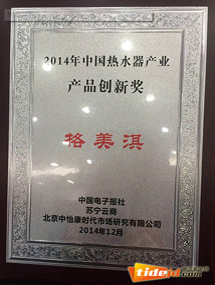 2014年中国热水器产业
产品创新奖
格美淇
中国电子报社
苏宁云商
北京中怡康时代市场研究有限公司
2014年12月